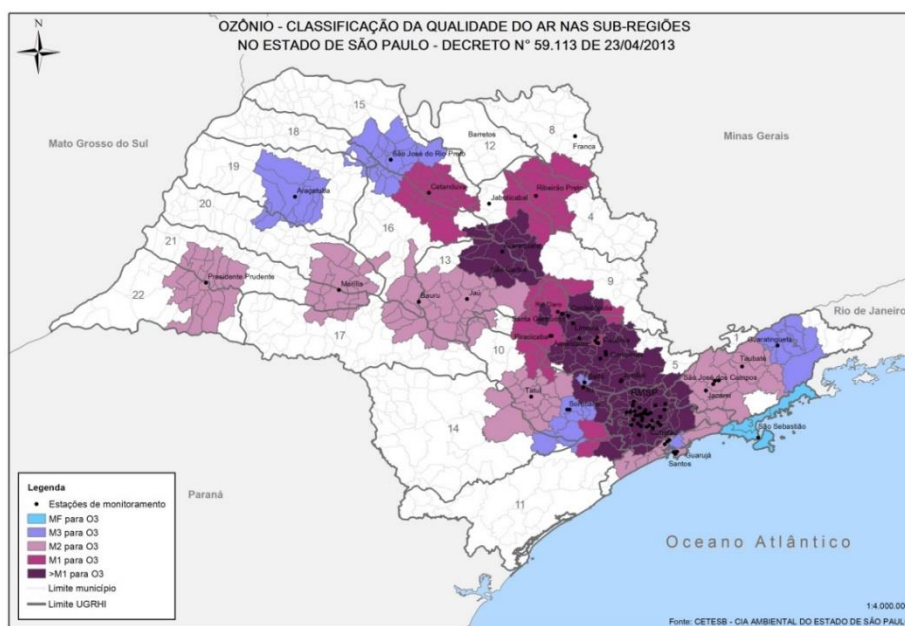 OZÔNIO - CLASSIFICAÇÃO DA QUALIDADE DO AR NAS SUB-REGIÕES
NO ESTADO DE SÃO PAULO - DECRETO N° 59.113 DE 23/04/2013
N
15
Mato Grosso do Sul
18
Barretos
12
8
Franca
Minas Gerais
São José do Rio Preto
19
Araçatuba
Catanduva
Jaboticabal
Ribeirão Preto
20
16
4
21
13
Presidente Prudente
Marília
9
22
Bauru
Jaú
Rio de Janeiro
17
Santa Gertrudes
Piracicaba
10
5
1
Guaratinguetá
Taubaté
São José dos Campos
Jacareí
Tatuí
14
3
São Sebastião
7
Guarujá
Santos
11
Paraná
Oceano Atlântico
Legenda
Estações de monitoramento
MF para O3
M3 para O3
M2 para O3
M1 para O3
>M1 para O3
Limite município
Limite UGRHI
1:4.000.00
Fonte: CETESB - CIA AMBIENTAL DO ESTADO DE SÃO PAULO